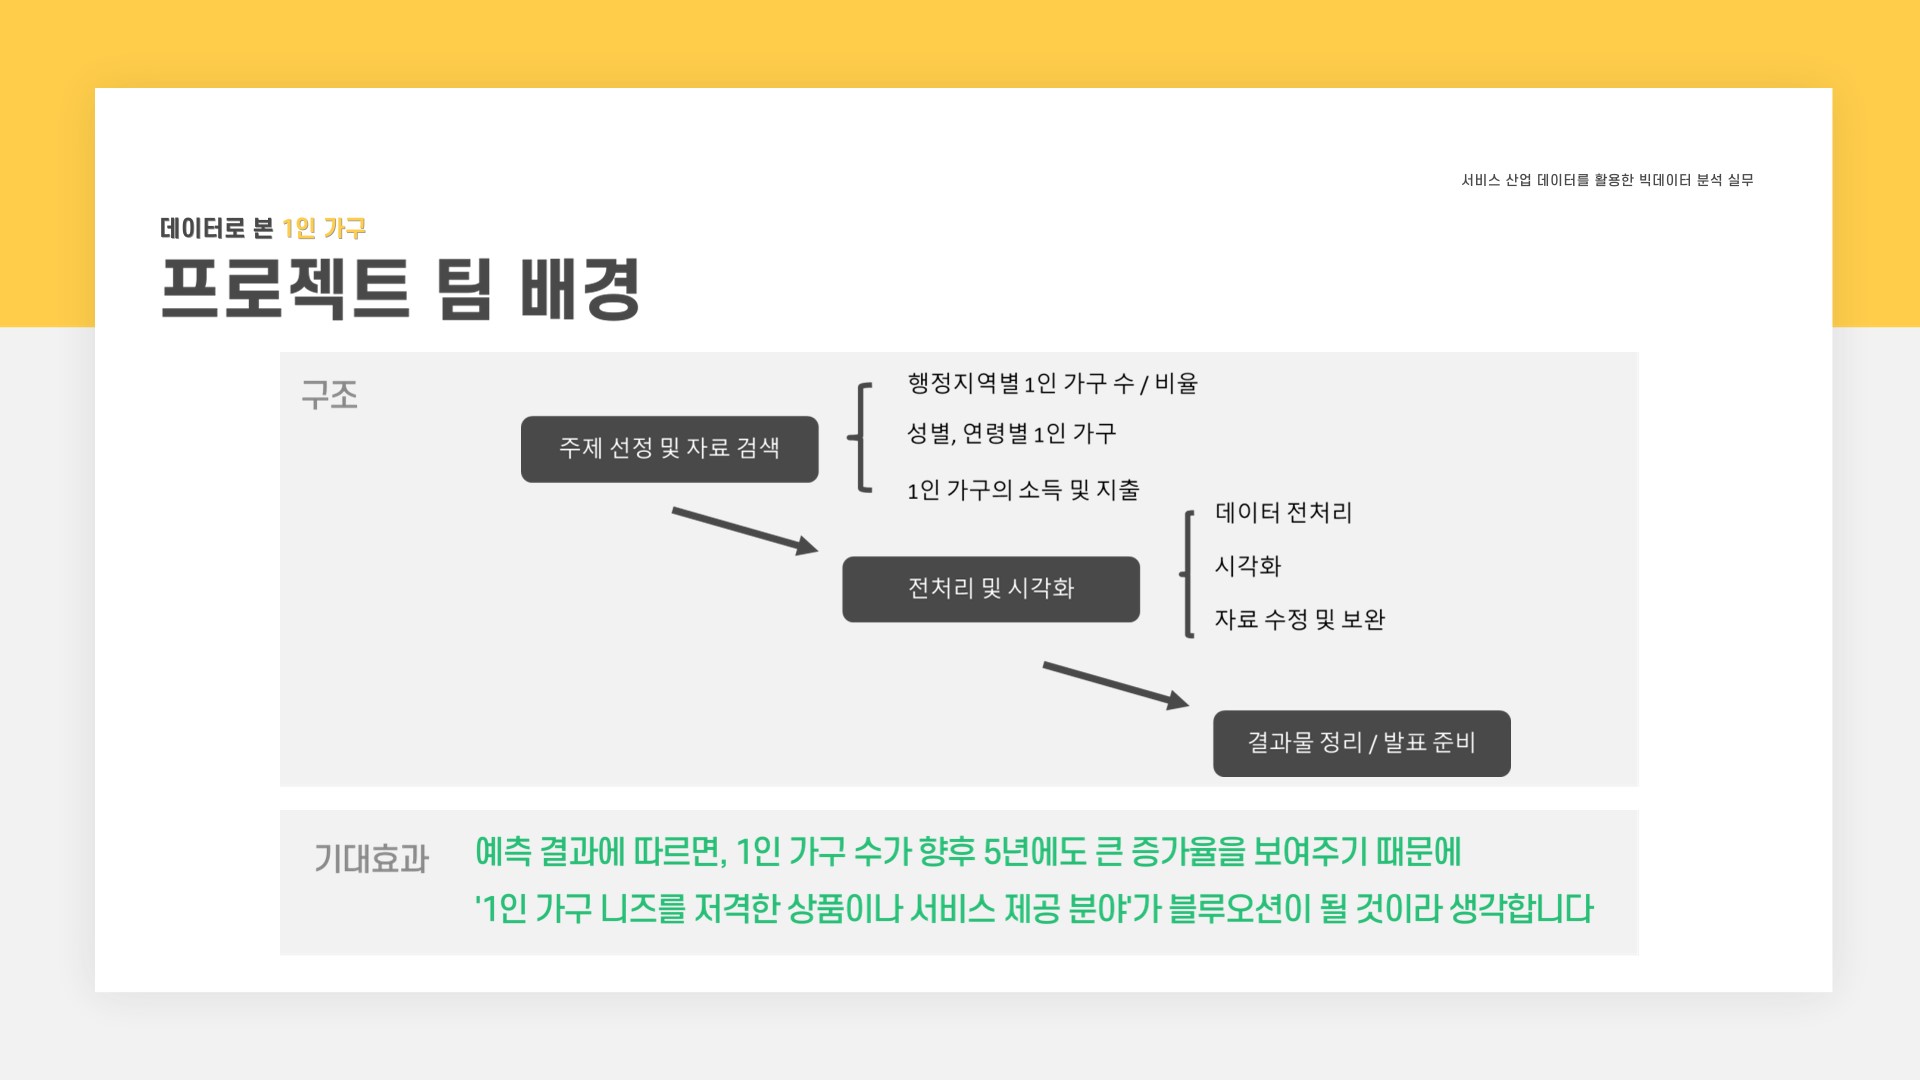 서비스 산업 데이터를 활용한 빅데이터 분석 실무
데이터로 본 1인 가구
프로젝트 팀 배경
구조
주제 선정 및 자료 검색
행정지역별 1인 가구 수 / 비율
성별, 연령별 1인 가구
1인 가구의 소득 및 지출
전처리 및 시각화
데이터 전처리
시각화
자료 수정 및 보완
결과물 정리 / 발표 준비
기대효과
예측 결과에 따르면, 1인 가구 수가 향후 5년에도 큰 증가율을 보여주기 때문에
'1인 가구 니즈를 저격한 상품이나 서비스 제공 분야'가 블루오션이 될 것이라 생각합니다